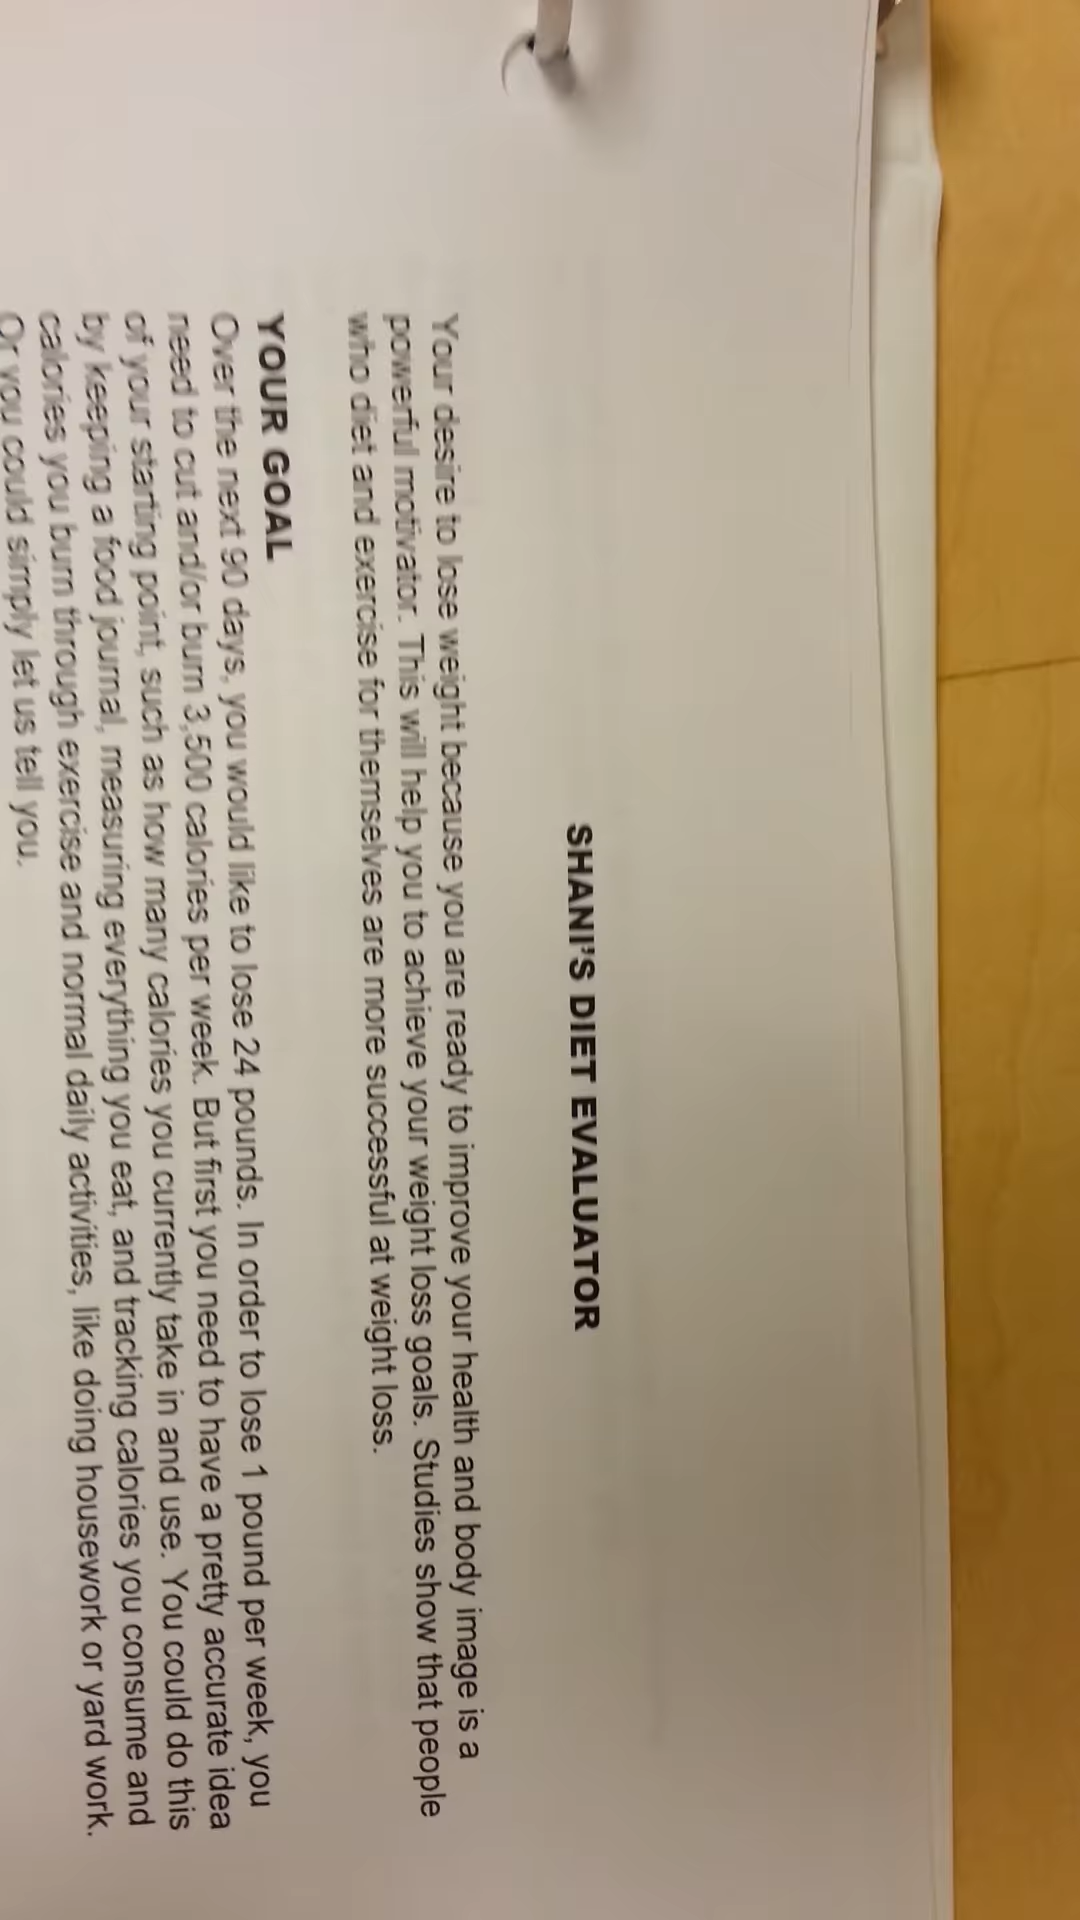 SHANI'S DIET EVALUATOR
Your desire to lose weight because you are ready to improve your health and body image is a
powerful motivator. This will help you to achieve your weight loss goals. Studies show that people
who diet and exercise for themselves are more successful at weight loss.
YOUR GOAL
Over the next 90 days, you would like to lose 24 pounds. In order to lose 1 pound per week, you
need to cut and/or burn 3,500 calories per week. But first you need to have a pretty accurate idea
of your starting point, such as how many calories you currently take in and use. You could do this
by keeping a food journal, measuring everything you eat, and tracking calories you consume and
calories you burn through exercise and normal daily activities, like doing housework or yard work.
Or you could simply let us tell you.